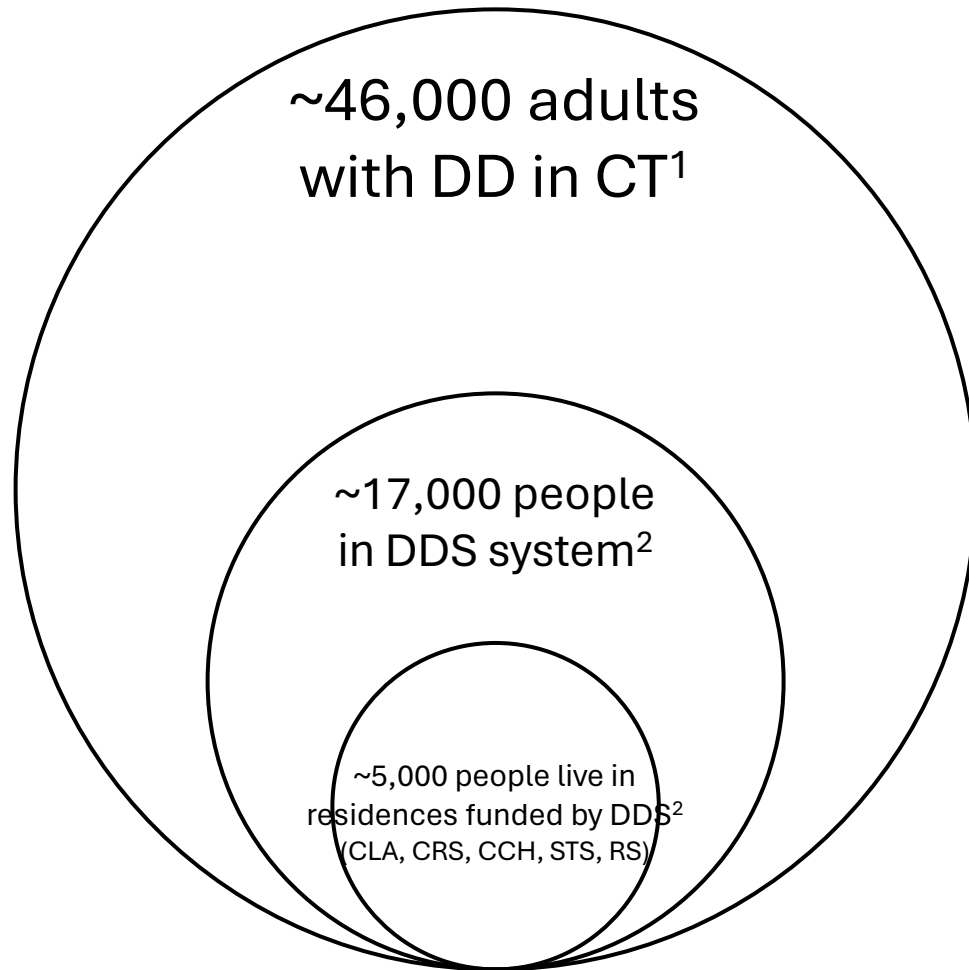 ~46,000 adults
with DD in CT¹
~17,000 people
in DDS system²
~5,000 people live in
residences funded by DDS²
(CLA, CRS, CCH, STS, RS)